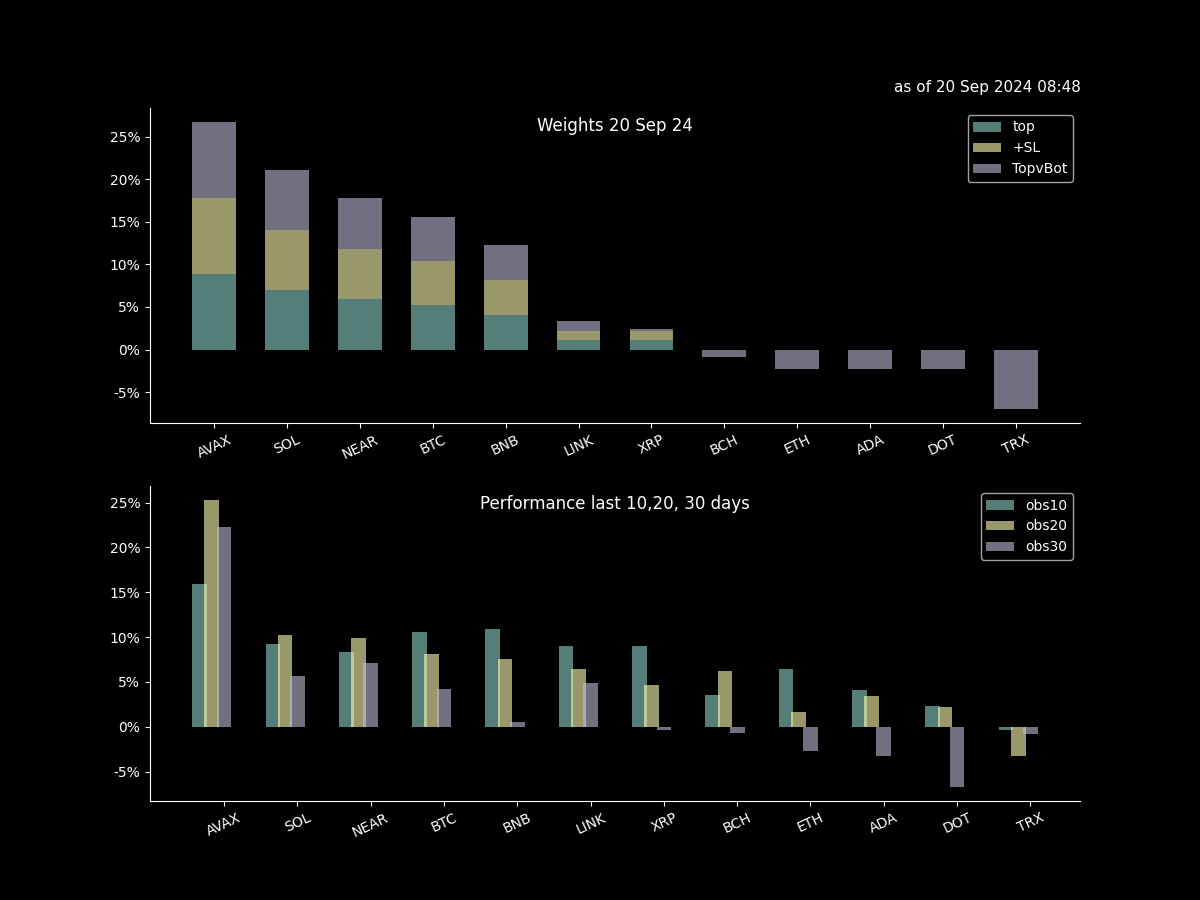 as of 20 Sep 2024 08:48
Weights 20 Sep 24
top
+SL
TopvBot
25%
20%
15%
10%
5%
0%
-5%
AVAX SOL NEAR BTC BNB LINK XRP BCH ETH ADA DOT TRX
Performance last 10,20, 30 days
obs10
obs20
obs30
25%
20%
15%
10%
5%
0%
-5%
AVAX SOL NEAR BTC BNB LINK XRP BCH ETH ADA DOT TRX